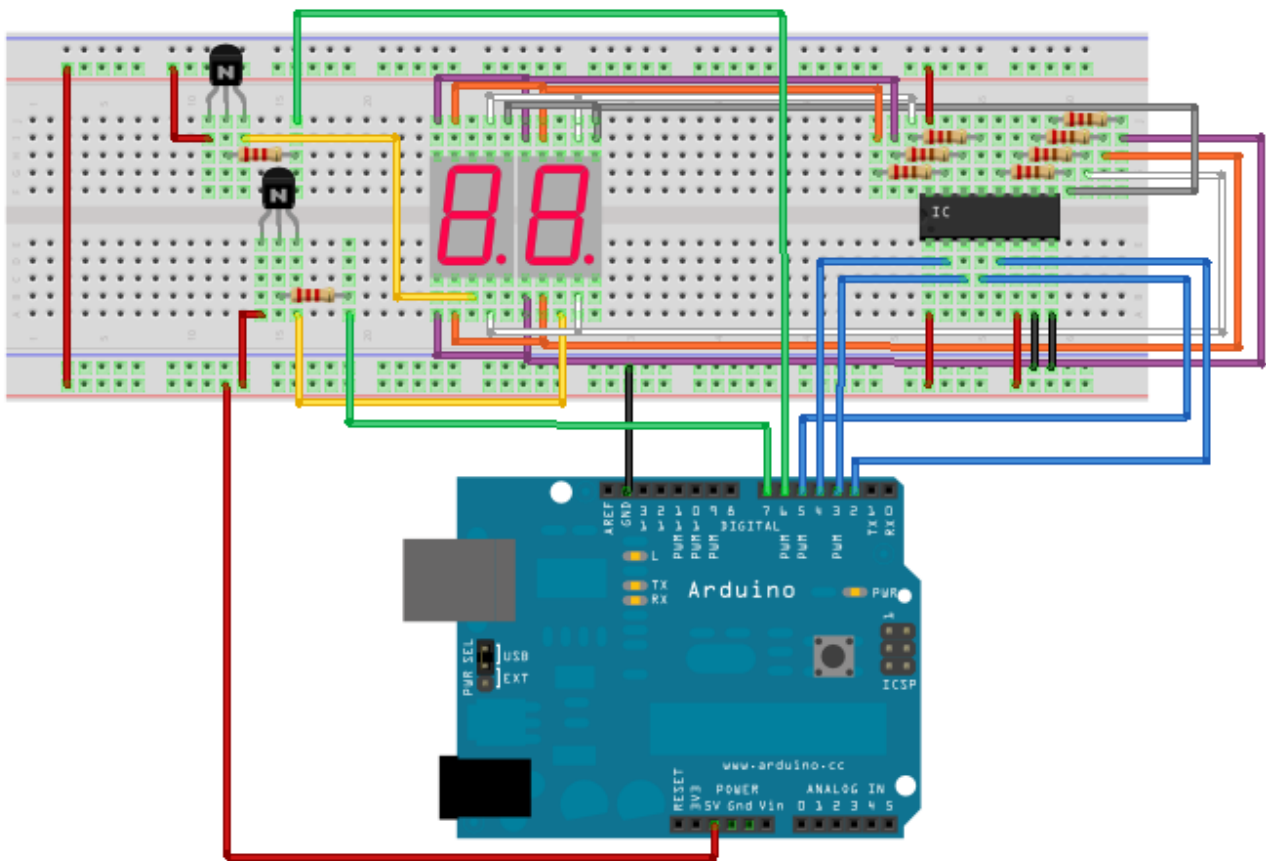 N
N
IC
AREF
GND
13
12
PWM 11
PWM 10
PWM 9
8
DIGITAL
7
PWM 6
PWM 5
4
PWM 3
2
TX 1
RX 0
L
TX
RX
Arduino
PWR
1
ICSP
PWR SEL
USB
EXT
www.arduino.cc
POWER
ANALOG IN
RESET
3V3
5V Gnd Vin
0 1 2 3 4 5